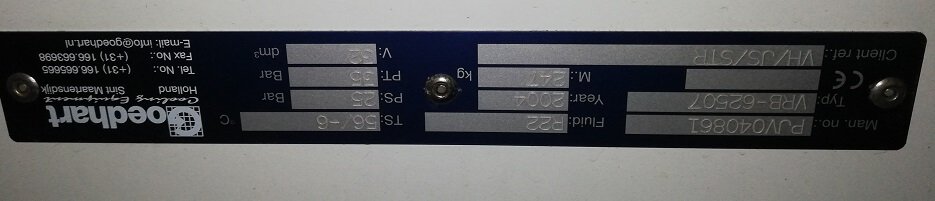 Man. no.: PJV040861 Fluid: R22 TS: 56/-6 °C
Typ: VRB-62507 Year: 2004 PS: 25 Bar
CE M.: 247 kg PT: 35 Bar
Client ref.: VH/JS/STR V: 52 dm³
Goedhart
Cooling Equipment
Sint Maartensdijk
Holland
Tel. No.: (+31) 166.665665
Fax No.: (+31) 166.663698
E-mail: info@goedhart.nl